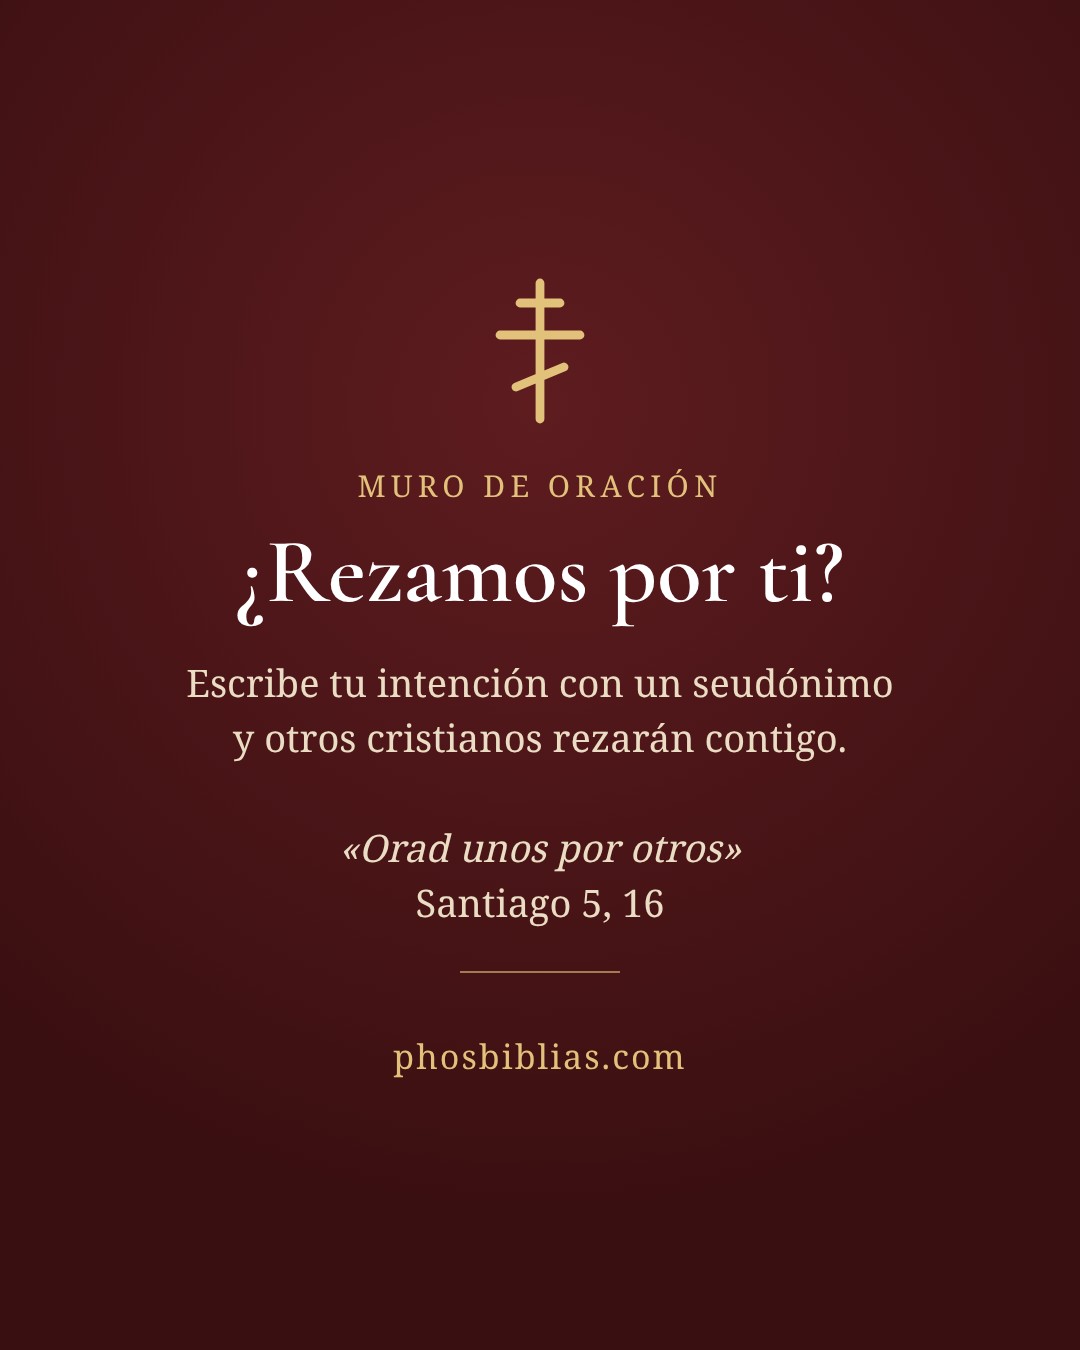 MURO DE ORACIÓN
¿Rezamos por ti?
Escribe tu intención con un seudónimo
y otros cristianos rezarán contigo.
«Orad unos por otros»
Santiago 5, 16
phosbiblias.com